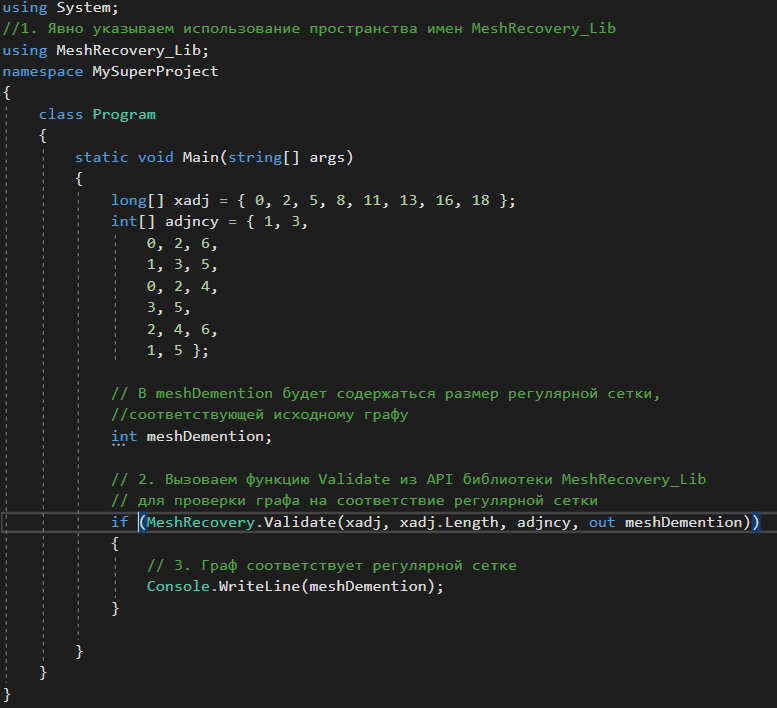 using System;
//1. Явно указываем использование пространства имен MeshRecovery_Lib
using MeshRecovery_Lib;
namespace MySuperProject
{
class Program
{
static void Main(string[] args)
{
long[] xadj = { 0, 2, 5, 8, 11, 13, 16, 18 };
int[] adjncy = { 1, 3,
0, 2, 6,
1, 3, 5,
0, 2, 4,
3, 5,
2, 4, 6,
1, 5 };
// В meshDemention будет содержаться размер регулярной сетки,
//соответствующей исходному графу
int meshDemention;
// 2. Вызоваем функцию Validate из API библиотеки MeshRecovery_Lib
// для проверки графа на соответствие регулярной сетки
if (MeshRecovery.Validate(xadj, xadj.Length, adjncy, out meshDemention))
{
// 3. Граф соответствует регулярной сетке
Console.WriteLine(meshDemention);
}
}
}
}